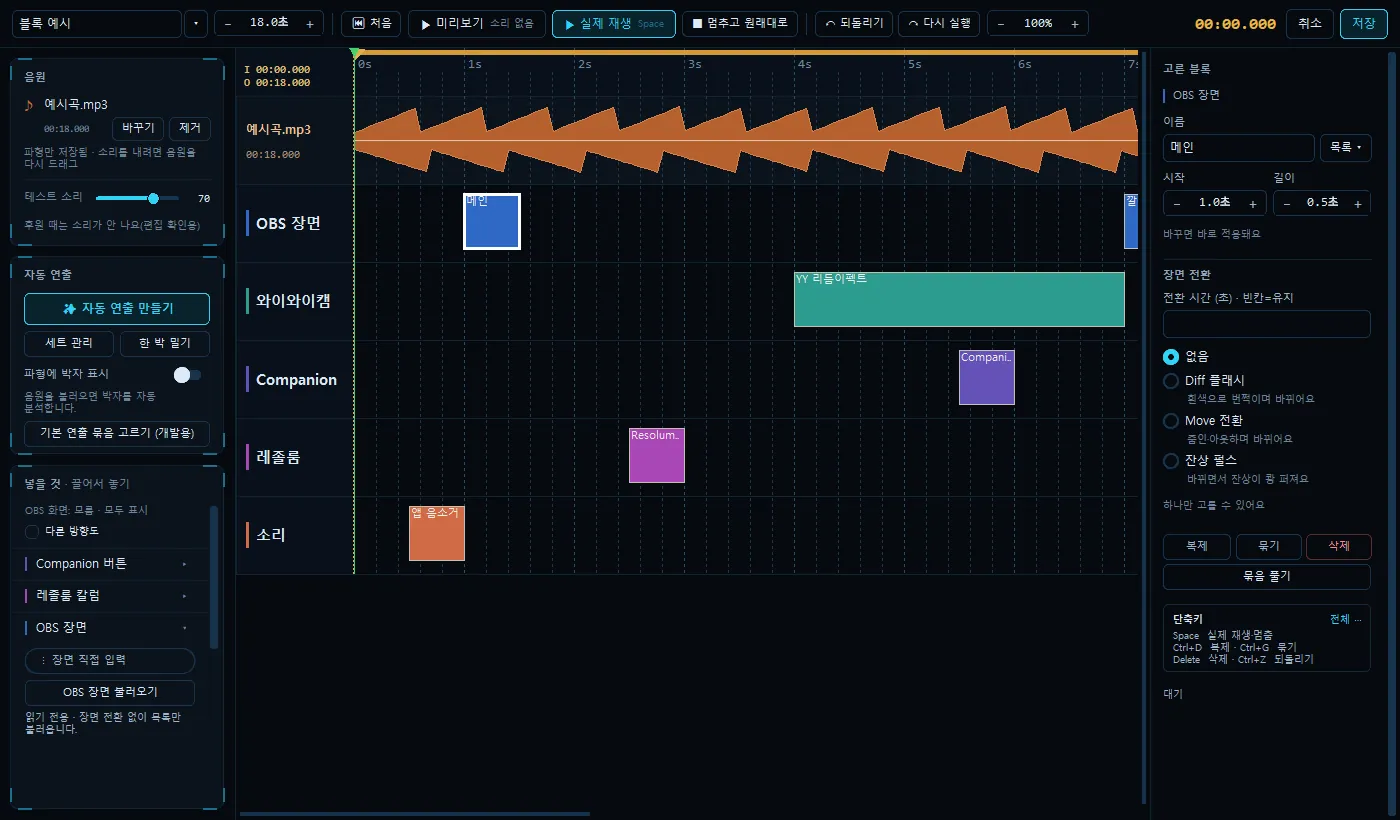 블록 예시
− 18.0초 +
⏮ 처음
▶ 미리보기 소리 없음
▶ 실제 재생 Space
■ 멈추고 원래대로
↶ 되돌리기
↷ 다시 실행
− 100% +
00:00.000
취소
저장
음원
♪ 예시곡.mp3
00:18.000 바꾸기 제거
파형만 저장됨 · 소리를 내려면 음원을
다시 드래그
테스트 소리 70
후원 때는 소리가 안 나요(편집 확인용)
자동 연출
자동 연출 만들기
세트 관리 한 박 밀기
파형에 박자 표시
음원을 불러오면 박자를 자동
분석합니다.
기본 연출 묶음 고르기 (개발용)
넣을 것 · 끌어서 놓기
OBS 화면: 모름 · 모두 표시
다른 방향도
Companion 버튼
레졸룸 칼럼
OBS 장면
⋮ 장면 직접 입력
OBS 장면 불러오기
읽기 전용 · 장면 전환 없이 목록만
불러옵니다.
I 00:00.000
O 00:18.000
0s 1s 2s 3s 4s 5s 6s 7s
예시곡.mp3
00:18.000
OBS 장면
메인
와이와이캠
YY 리듬이펙트
Companion
Compani..
레졸룸
Resolum..
소리
앱 음소거
고른 블록
OBS 장면
이름
메인 목록
시작 길이
− 1.0초 + − 0.5초 +
바꾸면 바로 적용돼요
장면 전환
전환 시간 (초) · 빈칸=유지
없음
Diff 플래시
흰색으로 번쩍이며 바뀌어요
Move 전환
줌인·아웃하며 바뀌어요
잔상 펄스
바뀌면서 잔상이 쾅 퍼져요
하나만 고를 수 있어요
복제 묶기 삭제
묶음 풀기
단축키 전체 …
Space 실제 재생·멈춤
Ctrl+D 복제 · Ctrl+G 묶기
Delete 삭제 · Ctrl+Z 되돌리기
대기